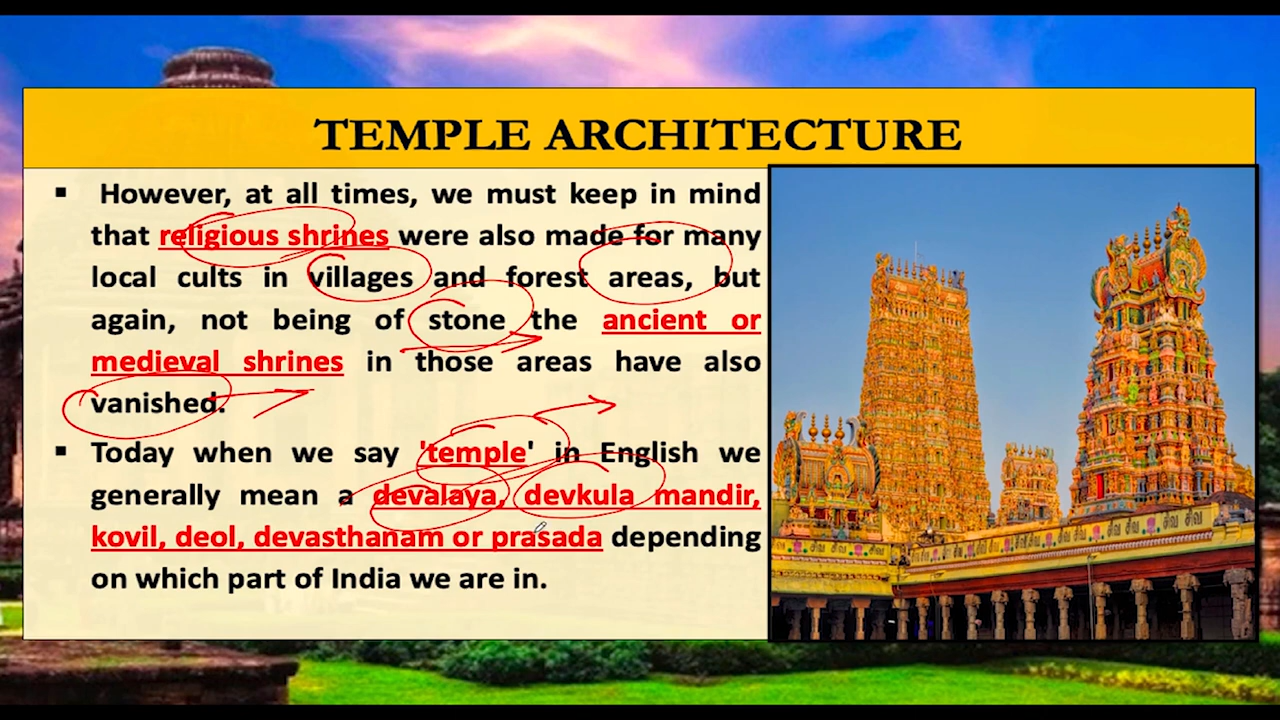 TEMPLE ARCHITECTURE
▪ However, at all times, we must keep in mind
that religious shrines were also made for many
local cults in villages and forest areas, but
again, not being of stone the ancient or
medieval shrines in those areas have also
vanished.
▪ Today when we say 'temple' in English we
generally mean a devalaya, devkula mandir,
kovil, deol, devasthanam or prasada depending
on which part of India we are in.
சிவ சிவ சிவ சிவ